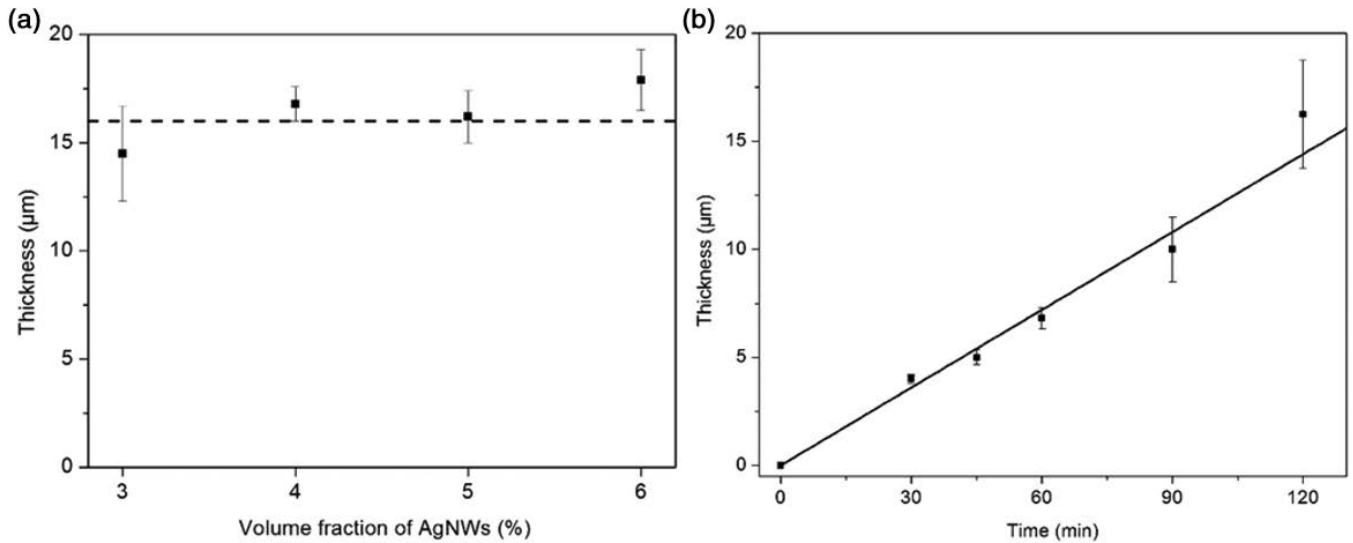 (a)
20
15
10
5
0
Thickness (μm)
3 4 5 6
Volume fraction of AgNWs (%)
(b)
20
15
10
5
0
Thickness (μm)
0 30 60 90 120
Time (min)